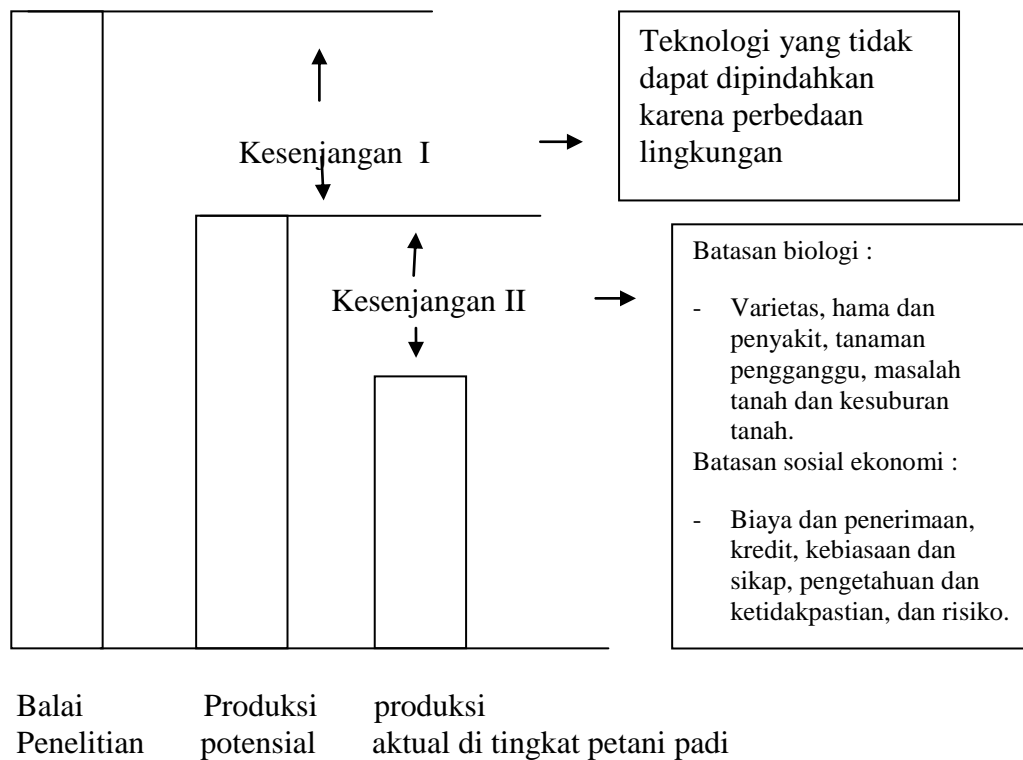 Teknologi yang tidak
dapat dipindahkan
karena perbedaan
lingkungan
Kesenjangan I
Kesenjangan II
Batasan biologi :
- Varietas, hama dan
penyakit, tanaman
pengganggu, masalah
tanah dan kesuburan
tanah.
Batasan sosial ekonomi :
- Biaya dan penerimaan,
kredit, kebiasaan dan
sikap, pengetahuan dan
ketidakpastian, dan risiko.
Balai Produksi produksi
Penelitian potensial aktual di tingkat petani padi